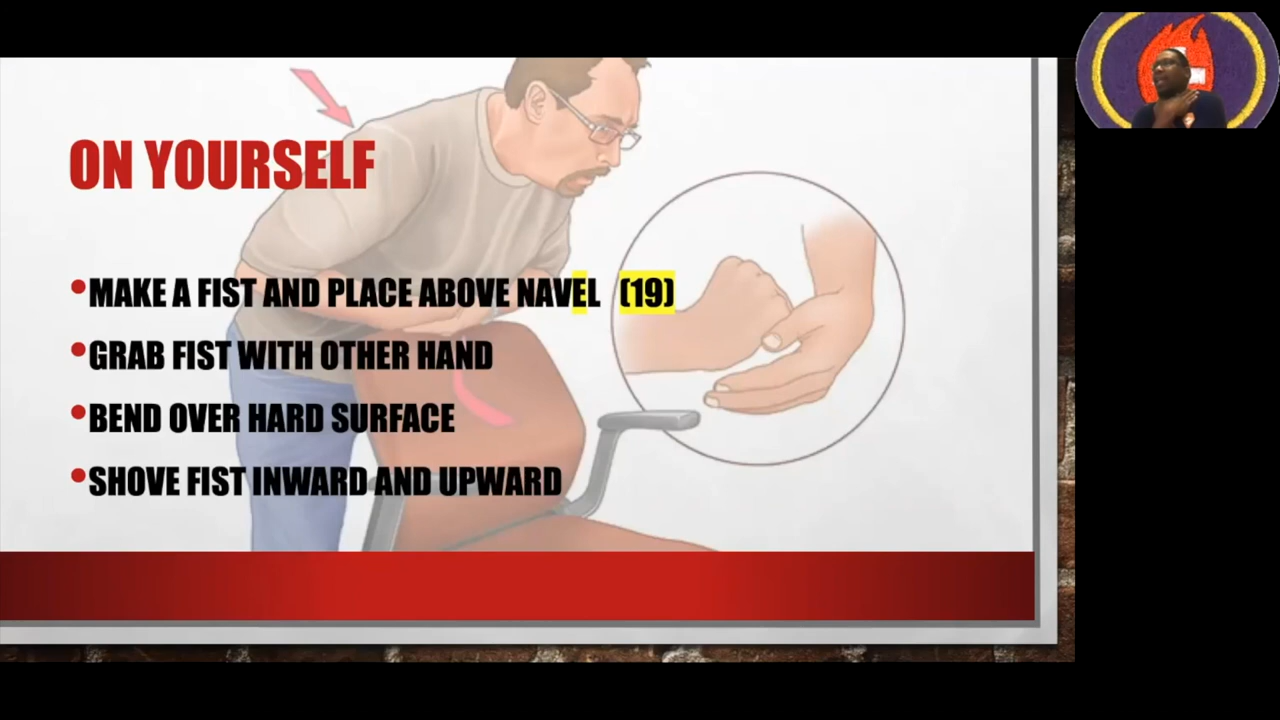 ON YOURSELF
•MAKE A FIST AND PLACE ABOVE NAVEL (19)
•GRAB FIST WITH OTHER HAND
•BEND OVER HARD SURFACE
•SHOVE FIST INWARD AND UPWARD